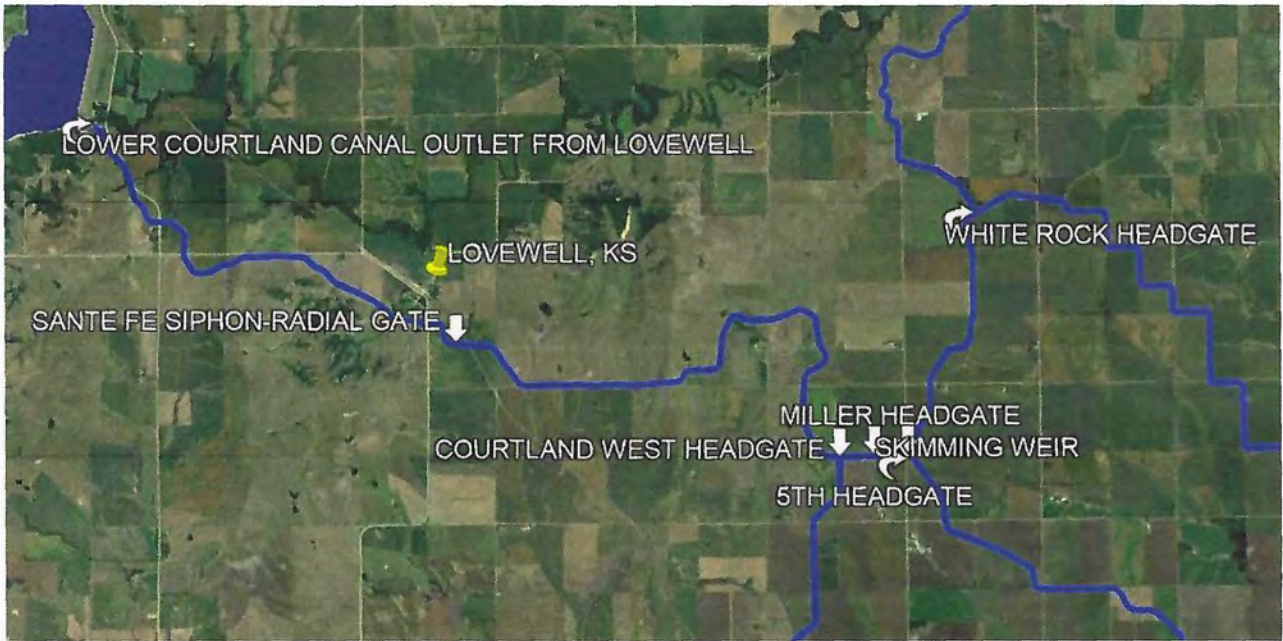 LOWER COURTLAND CANAL OUTLET FROM LOVEWELL
WHITE ROCK HEADGATE
LOVEWELL, KS
SANTE FE SIPHON-RADIAL GATE
MILLER HEADGATE
COURTLAND WEST HEADGATE
SKIMMING WEIR
5TH HEADGATE